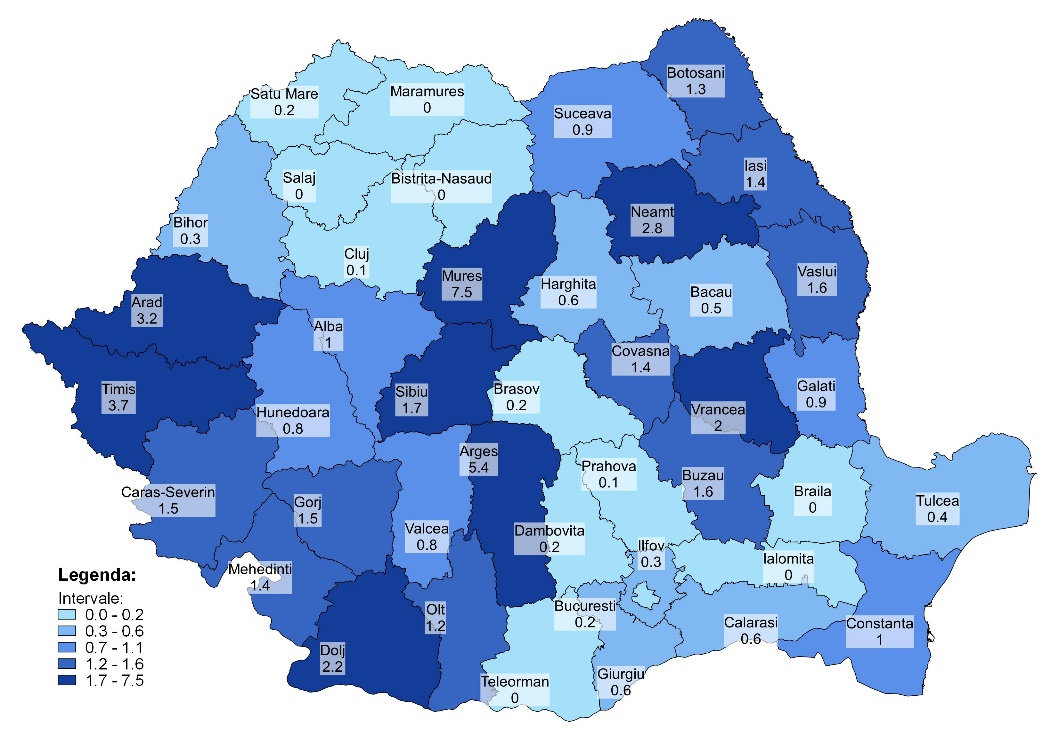 Botosani
1.3
Satu Mare
0.2
Maramures
0
Suceava
0.9
Iasi
1.4
Salaj
0
Bistrita-Nasaud
0
Neamt
2.8
Bihor
0.3
Cluj
0.1
Mures
7.5
Harghita
0.6
Bacau
0.5
Vaslui
1.6
Arad
3.2
Alba
1
Covasna
1.4
Timis
3.7
Sibiu
1.7
Brasov
0.2
Galati
0.9
Hunedoara
0.8
Vrancea
2
Arges
5.4
Prahova
0.1
Buzau
1.6
Braila
0
Caras-Severin
1.5
Gorj
1.5
Tulcea
0.4
Valcea
0.8
Dambovita
0.2
Ilfov
0.3
Ialomita
0
Mehedinti
1.4
Olt
1.2
Bucuresti
0.2
Calarasi
0.6
Constanta
1
Dolj
2.2
Teleorman
0
Giurgiu
0.6
Legenda:
Intervale:
0.0 - 0.2
0.3 - 0.6
0.7 - 1.1
1.2 - 1.6
1.7 - 7.5